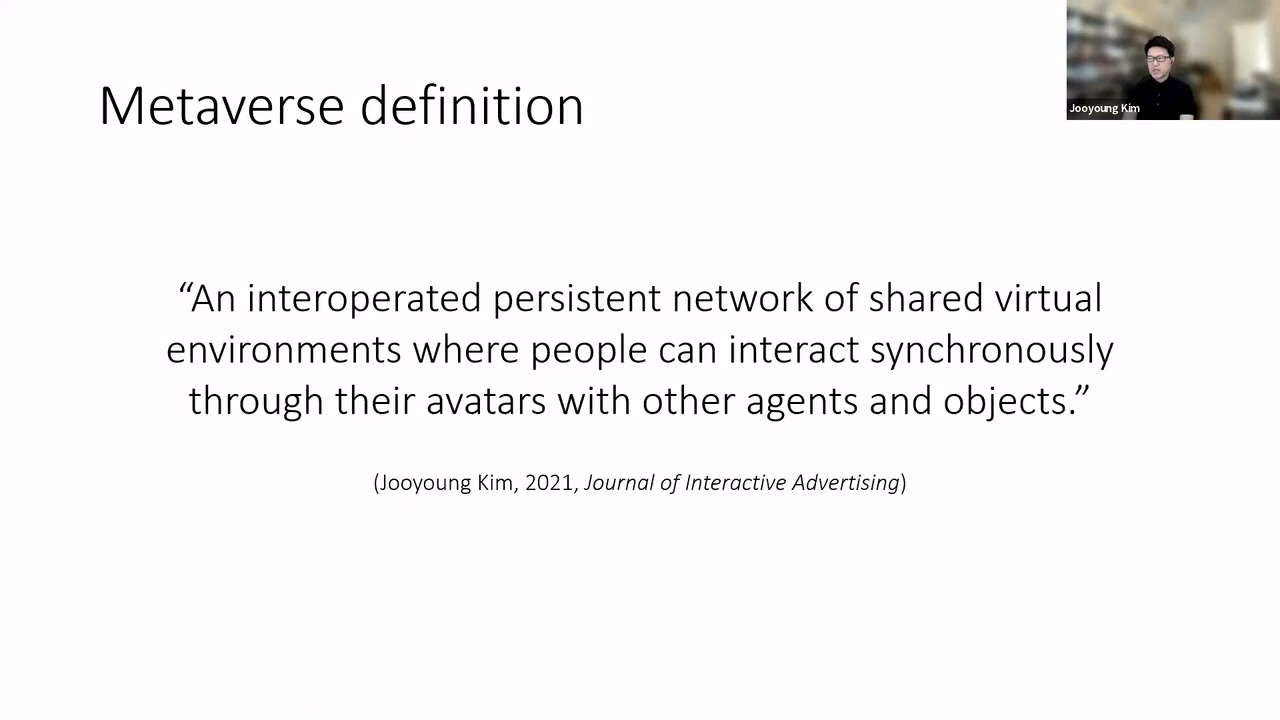 Metaverse definition
Jooyoung Kim
“An interoperated persistent network of shared virtual
environments where people can interact synchronously
through their avatars with other agents and objects.”
(Jooyoung Kim, 2021, Journal of Interactive Advertising)